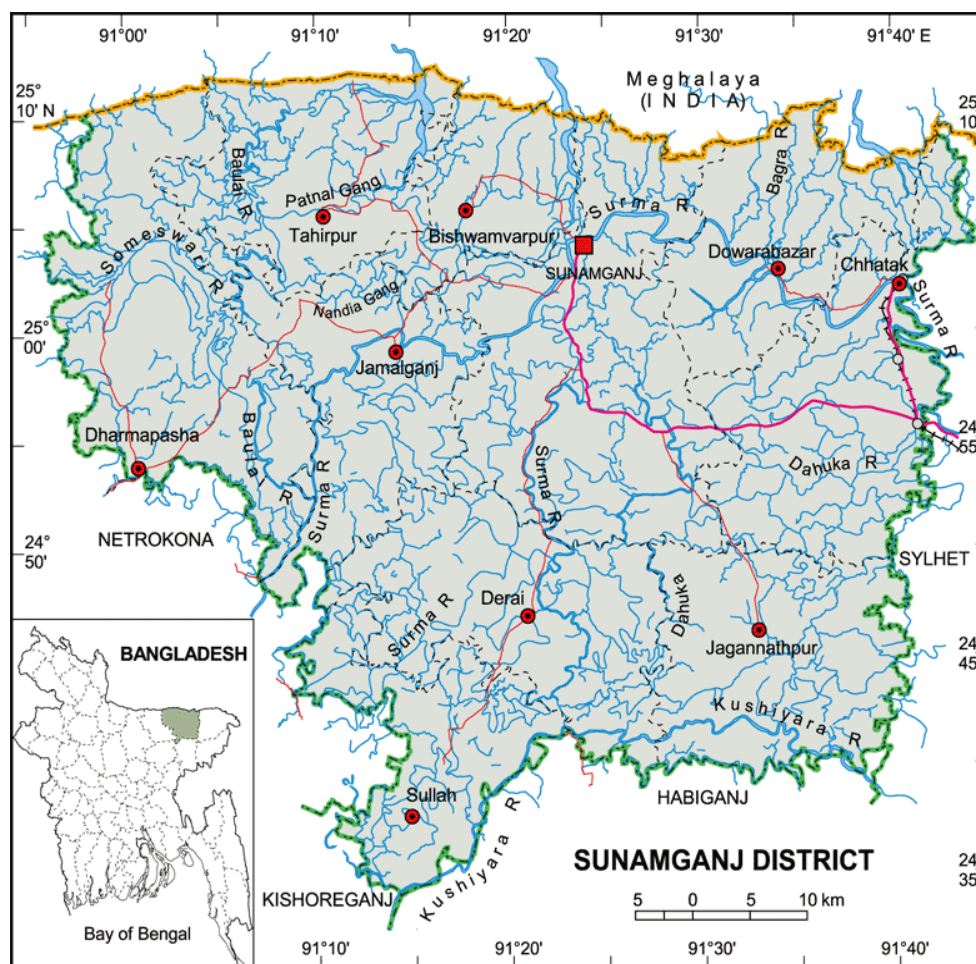 91°00'
91°10'
91°20'
91°30'
91°40' E
25°
10' N
Meghalaya
(INDIA)
25
10
Baulai R
Bagra R
Patnai Gang
Surma R
Tahirpur
Bishwamvarpur
Someswari R
SUNAMGANJ
Dowarabazar
Chhatak
Nandia Gang
Surma R
25°
00'
Jamalganj
Dharmapasha
Baulai R
Surma R
Surma R
24
55
Dahuka R
NETROKONA
24°
50'
SYLHET
Derai
Dahuka
Surma R
Jagannathpur
24
45
BANGLADESH
Kushiyara R
HABIGANJ
Sullah
Kushiyara R
SUNAMGANJ DISTRICT
24
35
KISHOREGANJ
5 0 5 10 km
Bay of Bengal
91°10'
91°20'
91°30'
91°40'